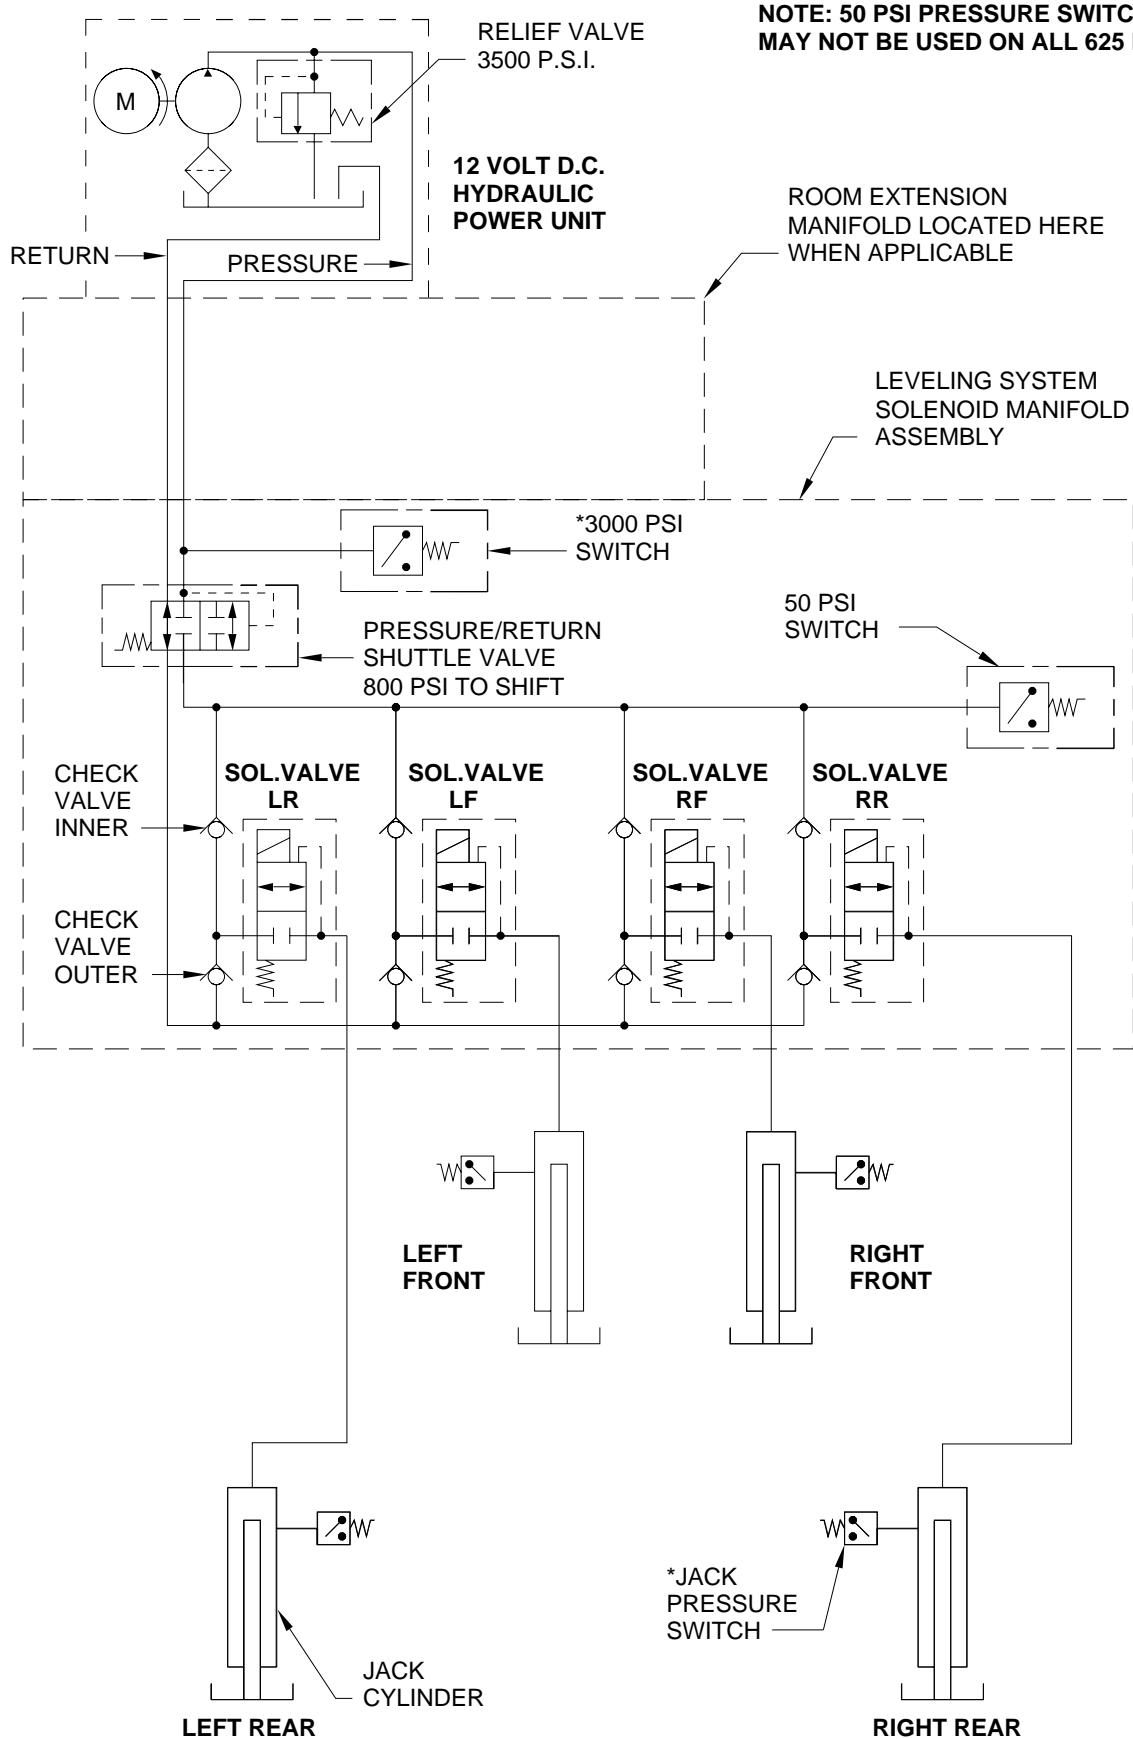 NOTE: 50 PSI PRESSURE
MAY NOT BE USED ON ALL 625
RELIEF VALVE
3500 P.S.I.
M
12 VOLT D.C.
HYDRAULIC
POWER UNIT
ROOM EXTENSION
MANIFOLD LOCATED HERE
WHEN APPLICABLE
RETURN
PRESSURE
LEVELING SYSTEM
SOLENOID MANIFOLD
ASSEMBLY
*3000 PSI
SWITCH
50 PSI
SWITCH
PRESSURE/RETURN
SHUTTLE VALVE
800 PSI TO SHIFT
CHECK
VALVE
INNER
SOL.VALVE
LR
SOL.VALVE
LF
SOL.VALVE
RF
SOL.VALVE
RR
CHECK
VALVE
OUTER
LEFT
FRONT
RIGHT
FRONT
*JACK
PRESSURE
SWITCH
JACK
CYLINDER
LEFT REAR
RIGHT REAR